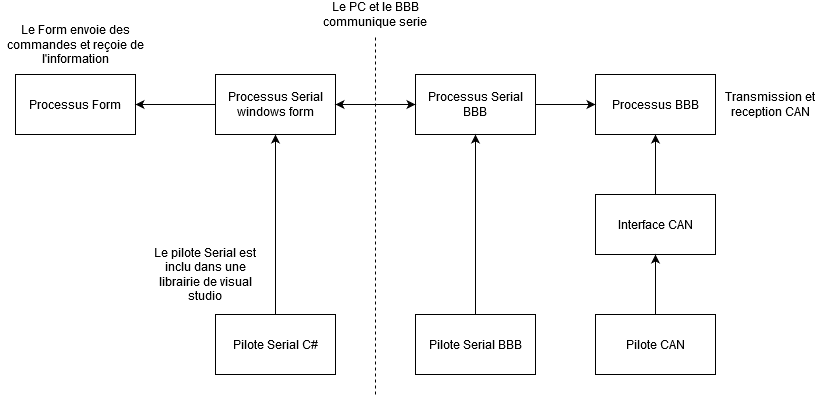 Le PC et le BBB
communique serie
Le Form envoie des
commandes et reçoie de
l'information
Processus Form
Processus Serial
windows form
Processus Serial
BBB
Processus BBB
Transmission et
reception CAN
Interface CAN
Le pilote Serial est
inclu dans une
librairie de visual
studio
Pilote Serial C#
Pilote Serial BBB
Pilote CAN